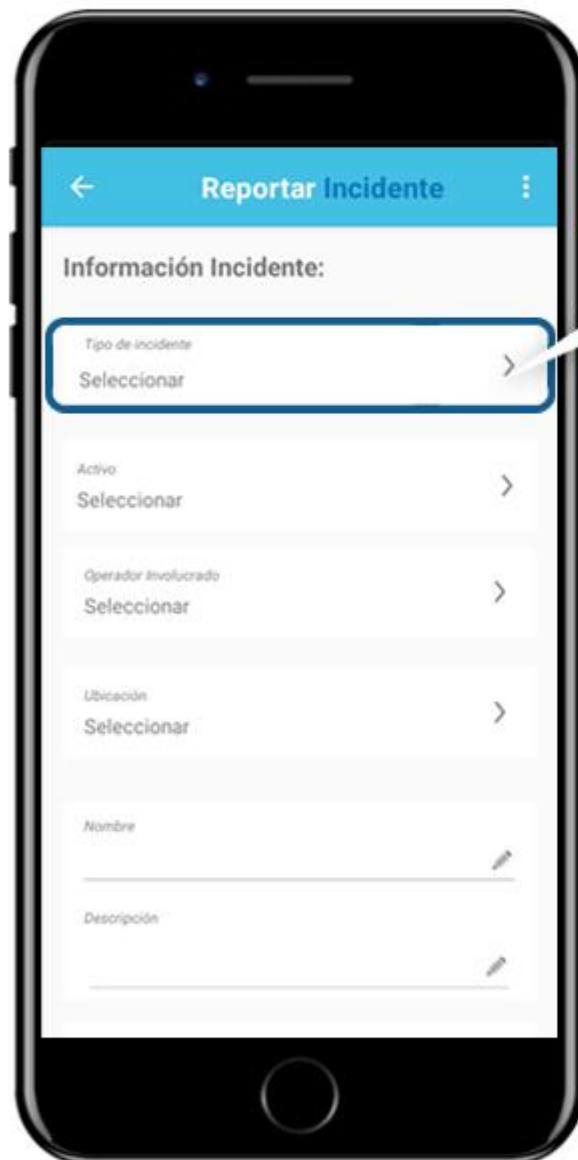 Reportar Incidente
Información Incidente:
Tipo de incidente
Seleccionar
Activo
Seleccionar
Operador Involucrado
Seleccionar
Ubicación
Seleccionar
Nombre
Descripción